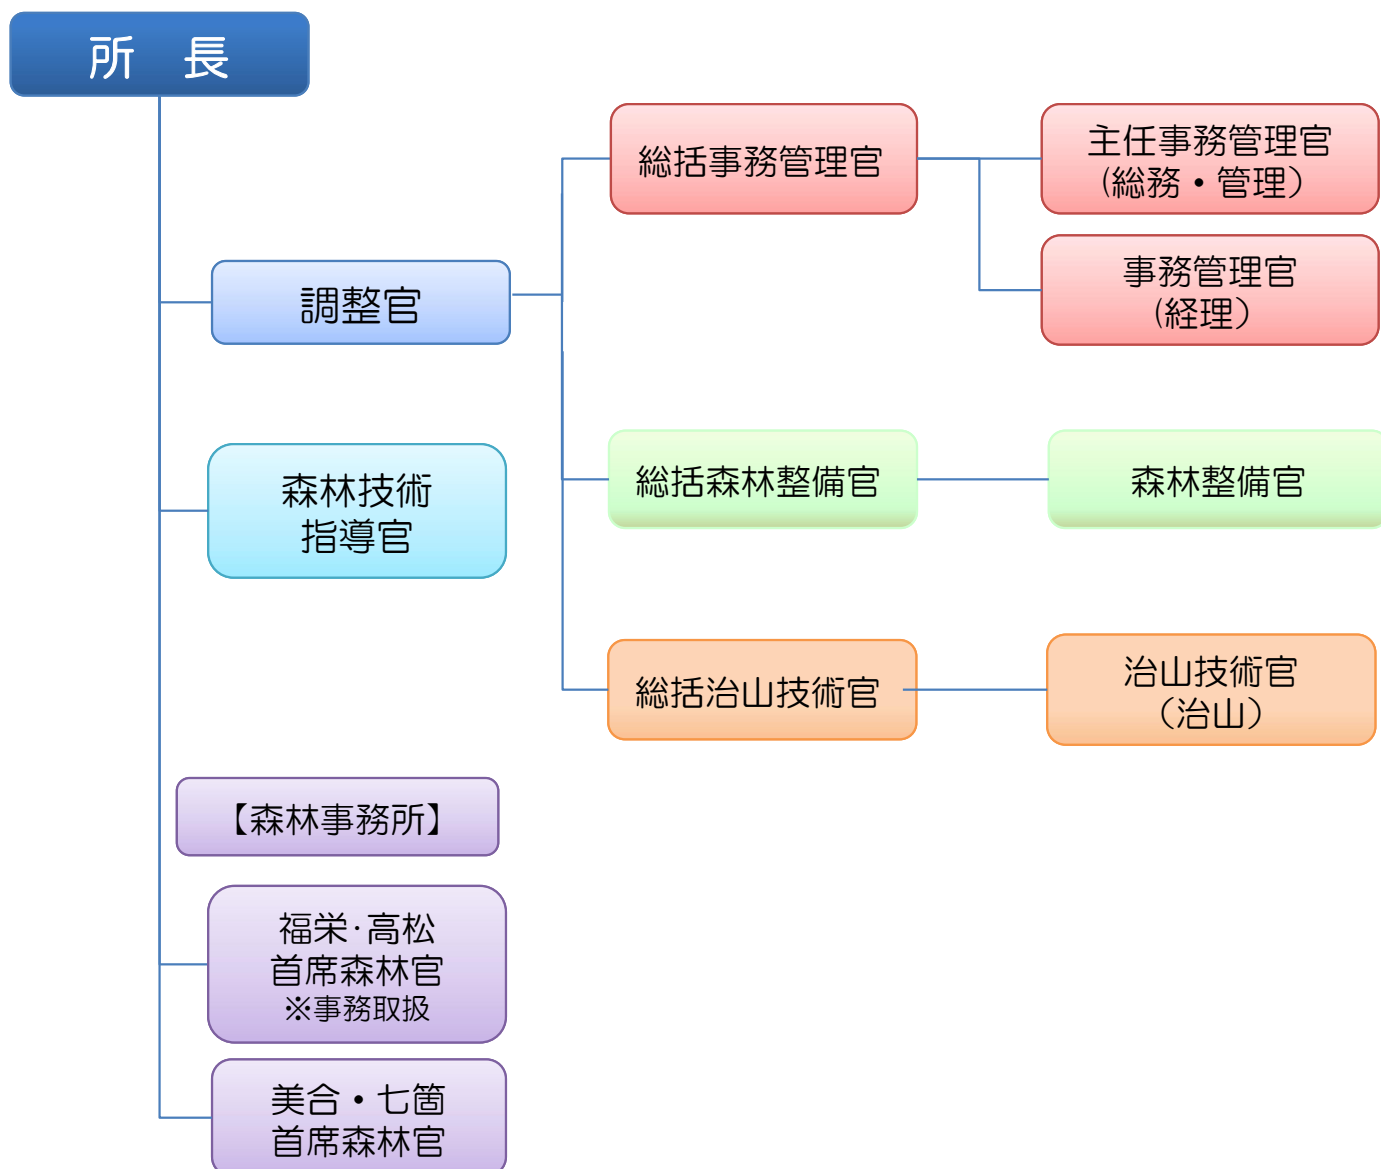 所　長
総括事務管理官
主任事務管理官
(総務・管理）
事務管理官
(経理）
調整官
森林技術
指導官
総括森林整備官
森林整備官
総括治山技術官
治山技術官
（治山）
【森林事務所】
福栄･高松
首席森林官
※事務取扱
美合・七箇
首席森林官